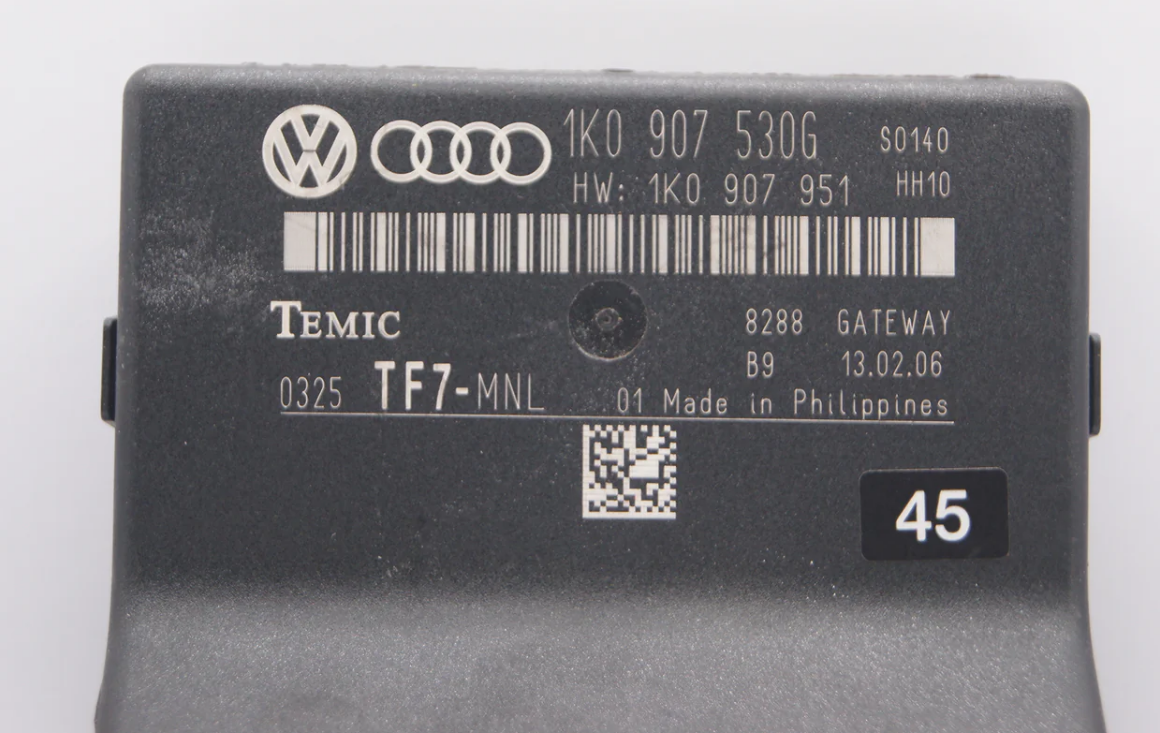 1K0 907 530G S0140
HW: 1K0 907 951 HH10
TEMIC
8288 GATEWAY
B9 13.02.06
0325 TF7-MNL 01 Made in Philippines
45